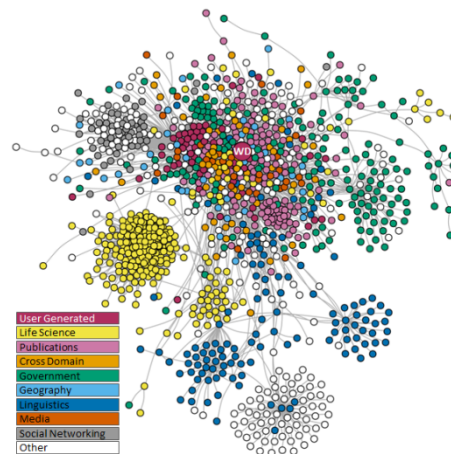 WD
User Generated
Life Science
Publications
Cross Domain
Government
Geography
Linguistics
Media
Social Networking
Other